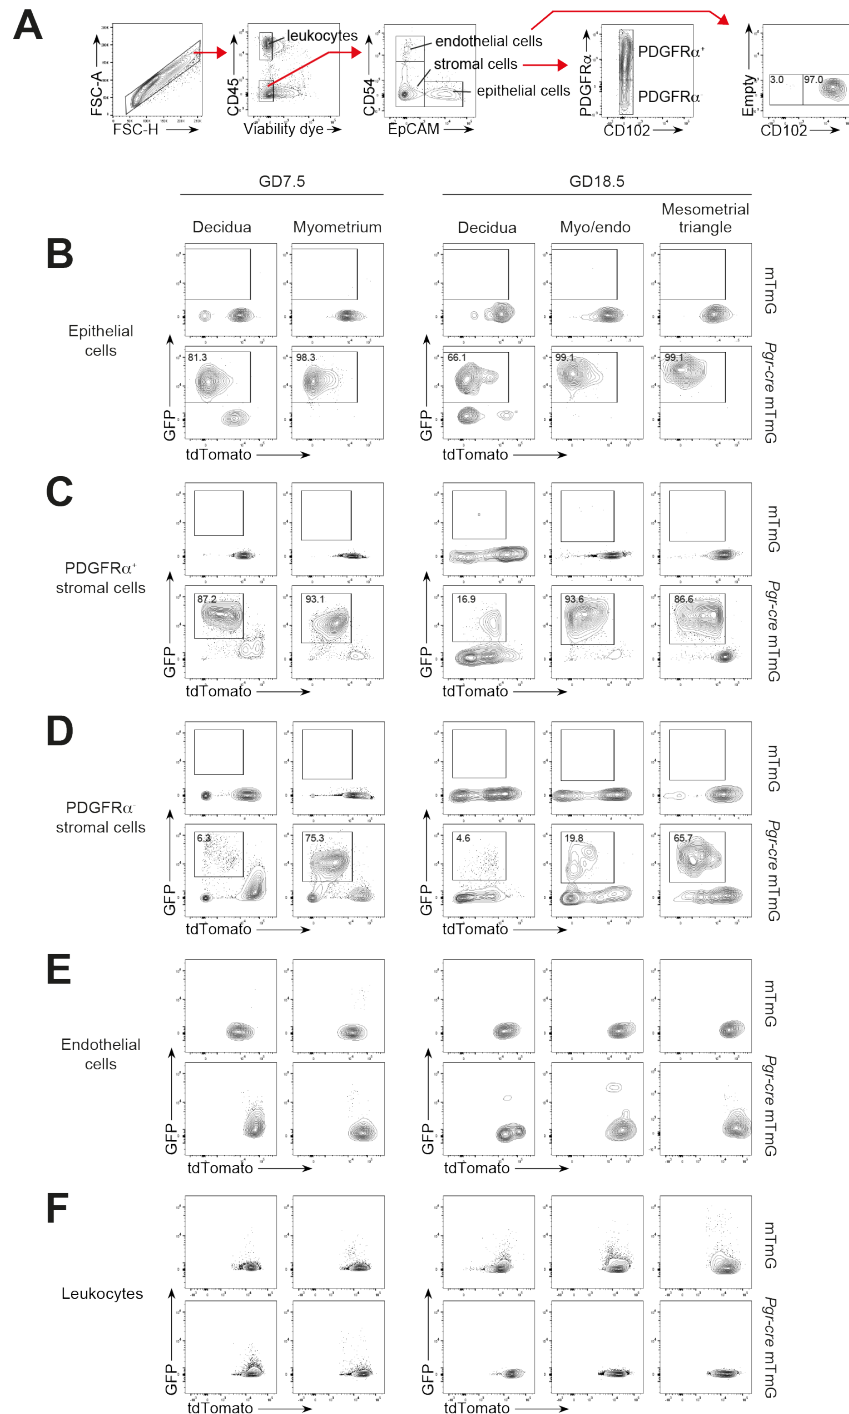 A
leukocytes
endothelial cells
stromal cells
epithelial cells
PDGFRα⁺
PDGFRα⁻
3.0 97.0
FSC-A
FSC-H
CD45
Viability dye
CD54
EpCAM
PDGFRα
CD102
Empty
CD102
GD7.5 GD18.5
Decidua Myometrium Decidua Myo/endo Mesometrial
triangle
B
Epithelial
cells
mTmG
81.3 98.3 66.1 99.1 99.1
Pgr-cre mTmG
GFP GFP
tdTomato tdTomato
C
PDGFRα⁺
stromal cells
mTmG
87.2 93.1 16.9 93.6 86.6
Pgr-cre mTmG
GFP GFP
tdTomato tdTomato
D
PDGFRα⁻
stromal cells
mTmG
6.3 75.3 4.6 19.8 65.7
Pgr-cre mTmG
GFP GFP
tdTomato tdTomato
E
Endothelial
cells
mTmG
Pgr-cre mTmG
GFP GFP
tdTomato tdTomato
F
Leukocytes
mTmG
Pgr-cre mTmG
GFP GFP
tdTomato tdTomato